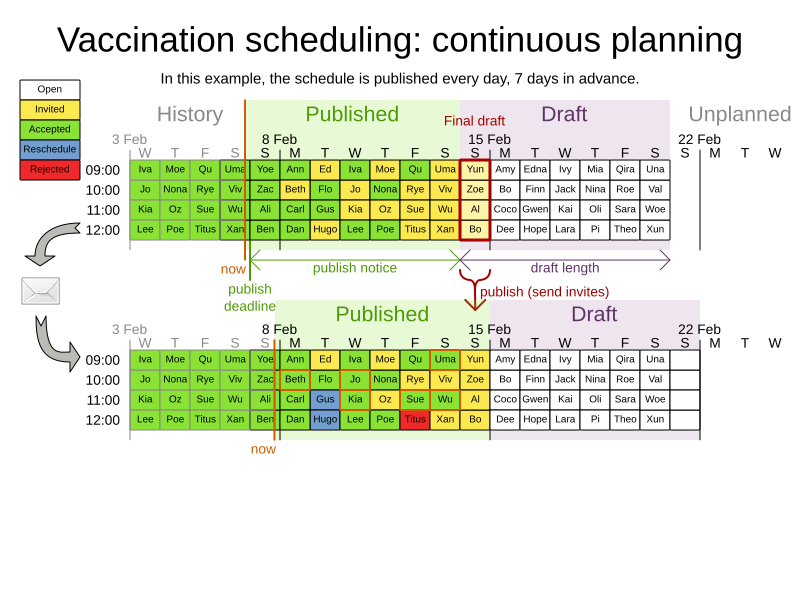 Vaccination scheduling: continuous planning
In this example, the schedule is published every day, 7 days in advance.
Open
Invited
Accepted
Reschedule
Rejected
History Published Final draft Draft Unplanned
3 Feb 8 Feb 15 Feb 22 Feb
W T F S S M T W T F S S M T W T F S S M T W
09:00 Iva Moe Qu Uma Yoe Ann Ed Iva Moe Qu Uma Yun Amy Edna Ivy Mia Qira Una
10:00 Jo Nona Rye Viv Zac Beth Flo Jo Nona Rye Viv Zoe Bo Finn Jack Nina Roe Val
11:00 Kia Oz Sue Wu Ali Carl Gus Kia Oz Sue Wu Al Coco Gwen Kai Oli Sara Woe
12:00 Lee Poe Titus Xan Ben Dan Hugo Lee Poe Titus Xan Bo Dee Hope Lara Pi Theo Xun
now publish notice draft length
publish
deadline
publish (send invites)
Published Draft
3 Feb 8 Feb 15 Feb 22 Feb
W T F S S M T W T F S S M T W T F S S M T W
09:00 Iva Moe Qu Uma Yoe Ann Ed Iva Moe Qu Uma Yun Amy Edna Ivy Mia Qira Una
10:00 Jo Nona Rye Viv Zac Beth Flo Jo Nona Rye Viv Zoe Bo Finn Jack Nina Roe Val
11:00 Kia Oz Sue Wu Ali Carl Gus Kia Oz Sue Wu Al Coco Gwen Kai Oli Sara Woe
12:00 Lee Poe Titus Xan Ben Dan Hugo Lee Poe Titus Xan Bo Dee Hope Lara Pi Theo Xun
now